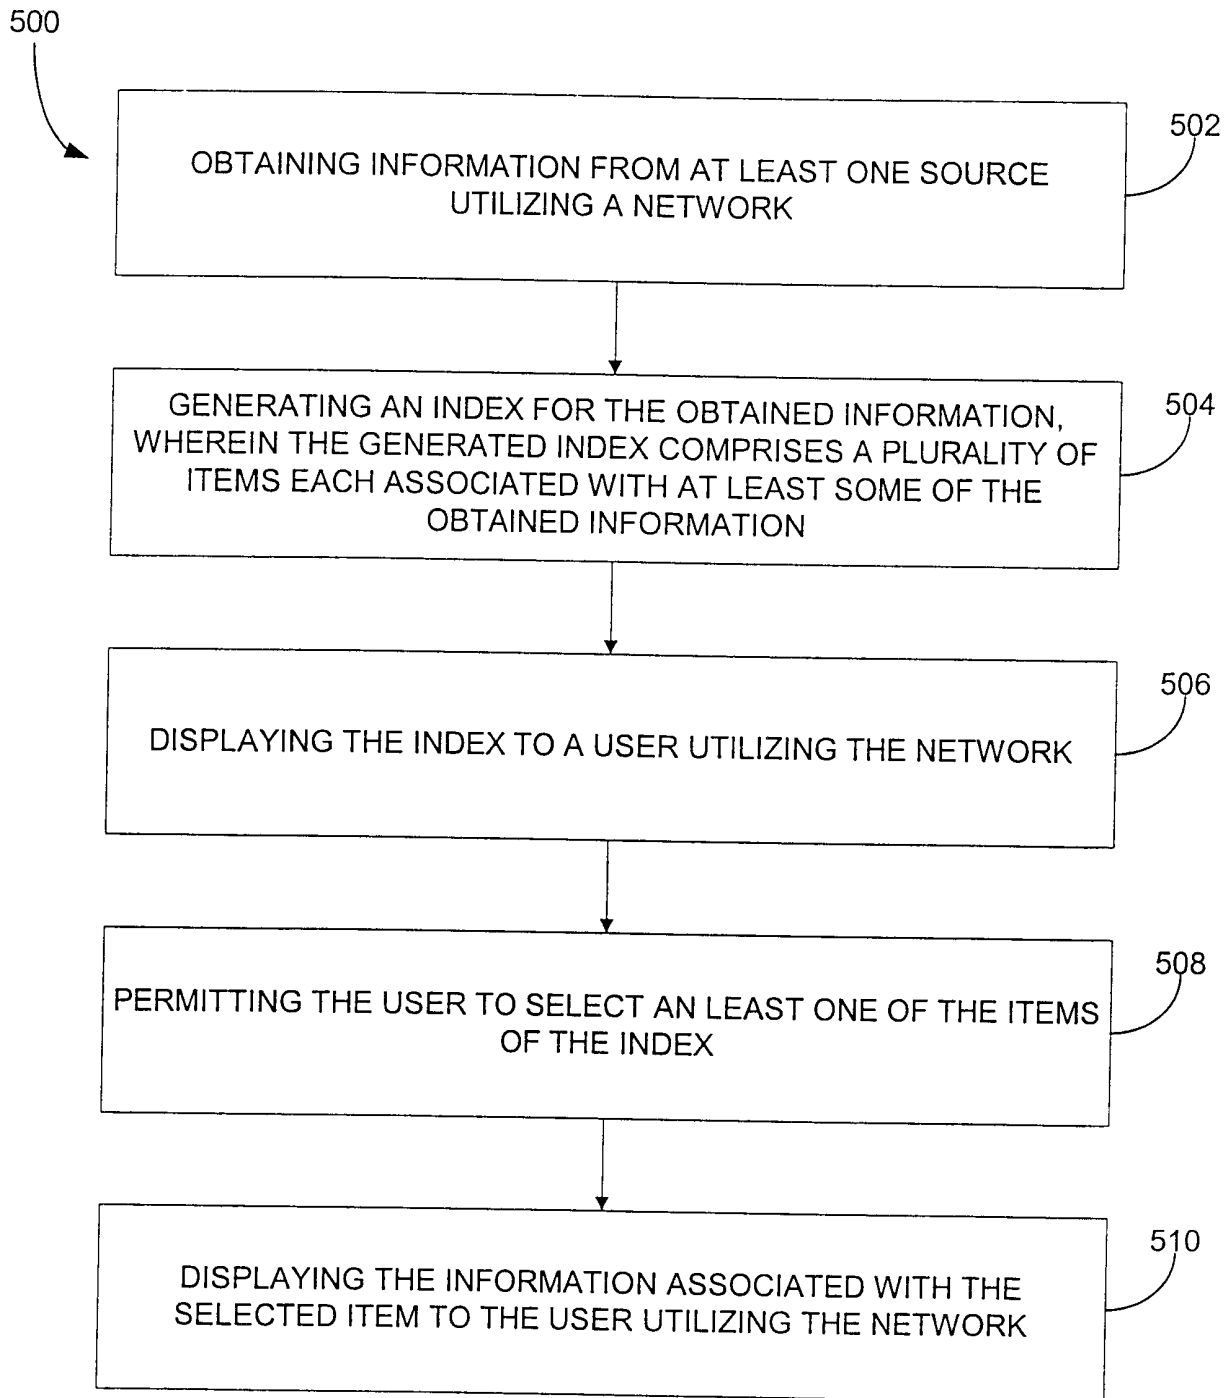 500
502
OBTAINING INFORMATION FROM AT LEAST ONE SOURCE
UTILIZING A NETWORK
504
GENERATING AN INDEX FOR THE OBTAINED INFORMATION,
WHEREIN THE GENERATED INDEX COMPRISES A PLURALITY OF
ITEMS EACH ASSOCIATED WITH AT LEAST SOME OF THE
OBTAINED INFORMATION
506
DISPLAYING THE INDEX TO A USER UTILIZING THE NETWORK
508
PERMITTING THE USER TO SELECT AN LEAST ONE OF THE ITEMS
OF THE INDEX
510
DISPLAYING THE INFORMATION ASSOCIATED WITH THE
SELECTED ITEM TO THE USER UTILIZING THE NETWORK